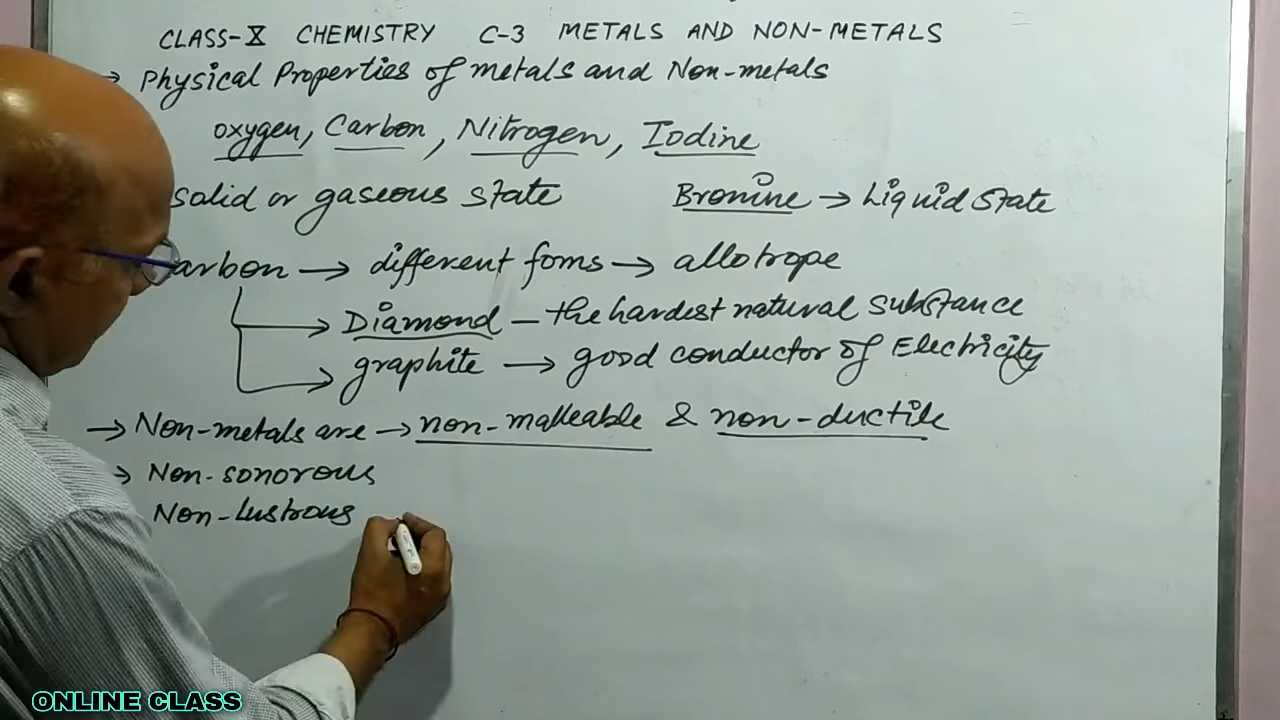 CLASS-X CHEMISTRY C-3 METALS AND NON-METALS
→ Physical Properties of metals and Non-metals
oxygen, Carbon, Nitrogen, Iodine
solid or gaseous state Bromine → Liquid State
arbon → different foms → allotrope
Diamond – the hardest natural substance
graphite → good conductor of Electricity
→ Non-metals are → non-malleable & non-ductile
→ Non-sonorous
Non-lustrous
ONLINE CLASS